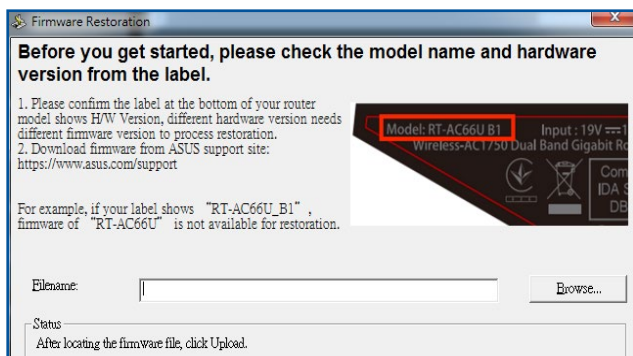 Firmware Restoration
Before you get started, please check the model name and hardware
version from the label.
1. Please confirm the label at the bottom of your router
model shows H/W Version, different hardware version needs
different firmware version to process restoration.
2. Download firmware from ASUS support site:
https://www.asus.com/support
Model: RT-AC66U B1 Input : 19V
Wireless-AC1750 Dual Band Gigabit
Com
IDA S
DB
For example, if your label shows “RT-AC66U_B1” ,
firmware of “RT-AC66U” is not available for restoration.
Filename:
Browse...
Status
After locating the firmware file, click Upload.